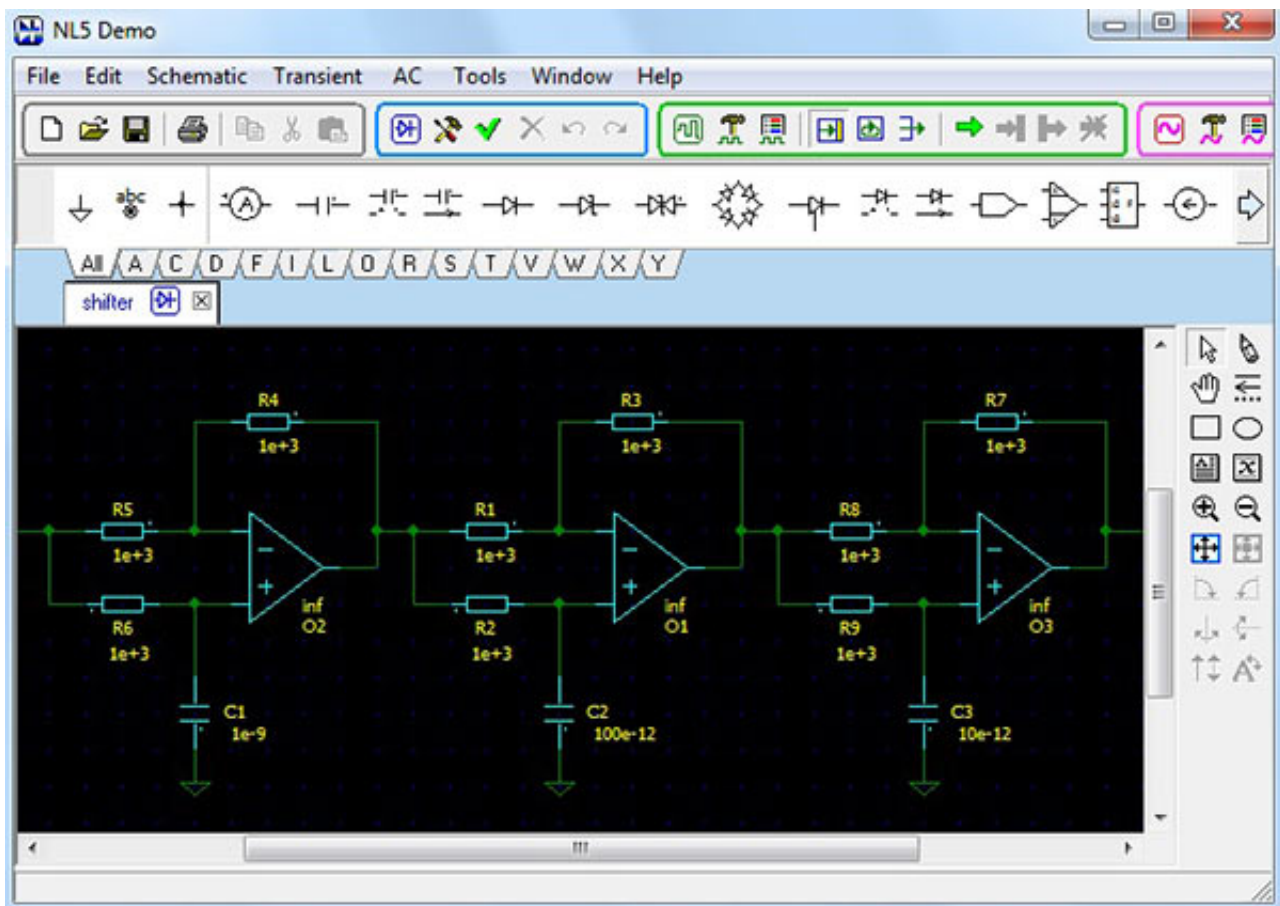 NL5 Demo
File Edit Schematic Transient AC Tools Window Help
abc
A
All A C D F I L O R S T V W X Y
shifter
R4
1e+3
R3
1e+3
R7
1e+3
R5
1e+3
R1
1e+3
R8
1e+3
R6
1e+3
inf
O2
R2
1e+3
inf
O1
R9
1e+3
inf
O3
C1
1e-9
C2
100e-12
C3
10e-12